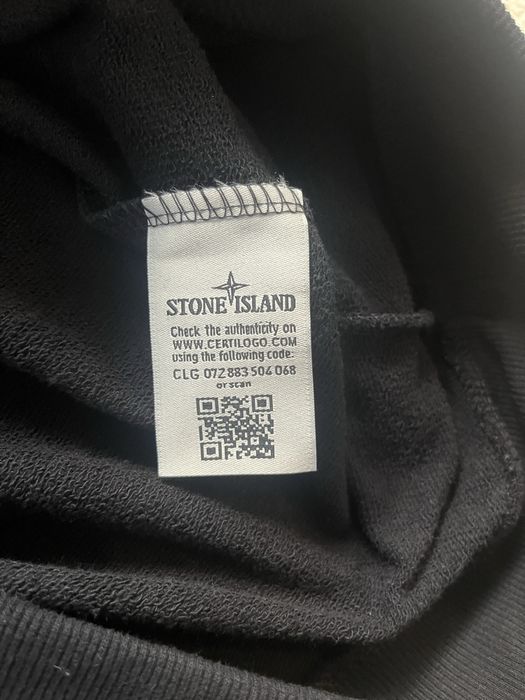 STONE ISLAND
Check the authenticity on
WWW.CERTILOGO.COM
using the following code:
CLG 07Z 883 504 068
or scan